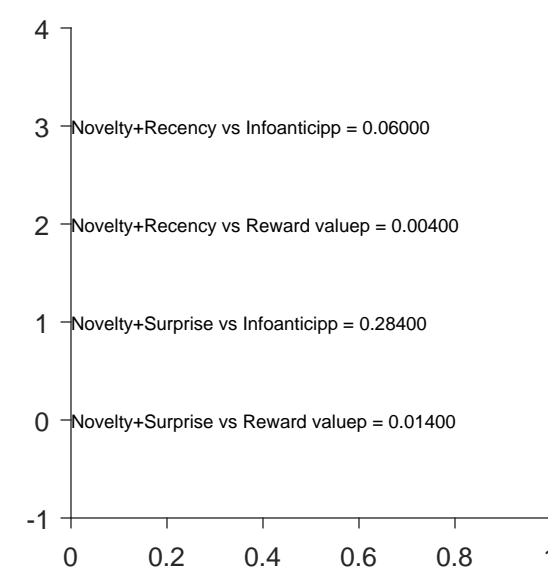 4
3 Novelty+Recency vs Infoanticipp = 0.06000
2 Novelty+Recency vs Reward valuep = 0.00400
1 Novelty+Surprise vs Infoanticipp = 0.28400
0 Novelty+Surprise vs Reward valuep = 0.01400
-1
0 0.2 0.4 0.6 0.8